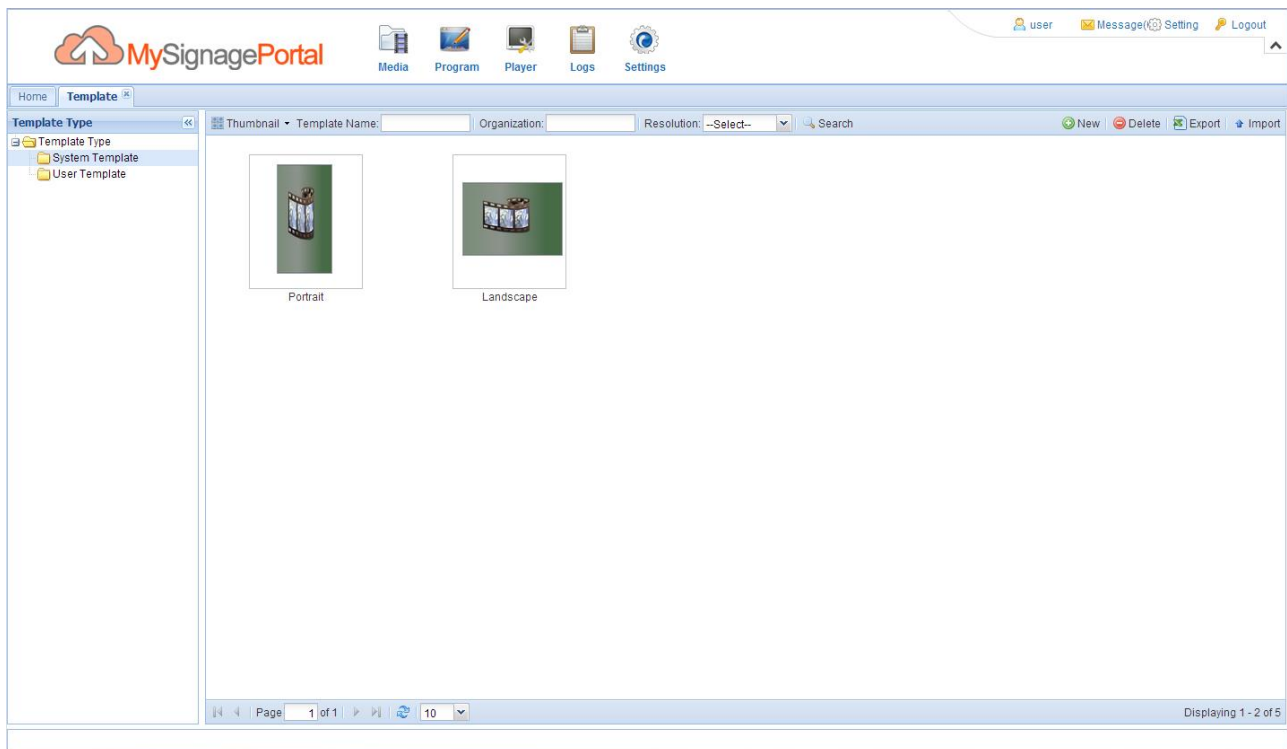 user Message( Setting Logout
MySignagePortal
Media Program Player Logs Settings
Home Template
Template Type
Thumbnail Template Name: Organization: Resolution: --Select-- Search New Delete Export Import
Template Type
System Template
User Template
Portrait Landscape
Page 1 of 1 10 Displaying 1 - 2 of 5